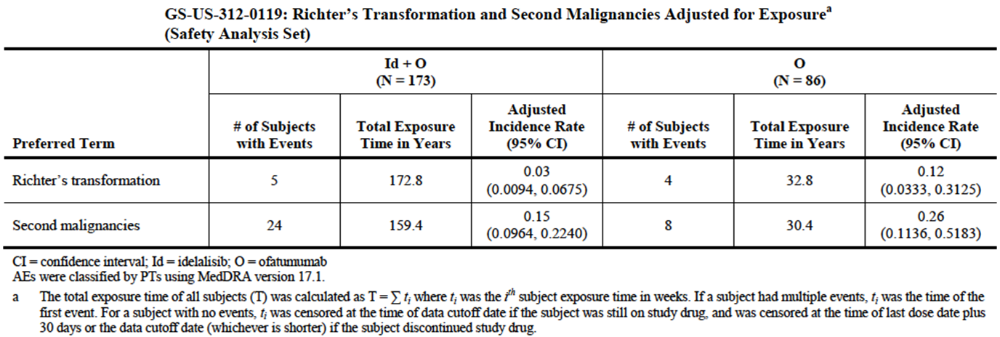 GS-US-312-0119: Richter's Transformation and Second Malignancies Adjusted for Exposureᵃ
(Safety Analysis Set)
Id + O
(N = 173)
O
(N = 86)
Preferred Term
# of Subjects
with Events
Total Exposure
Time in Years
Adjusted
Incidence Rate
(95% CI)
# of Subjects
with Events
Total Exposure
Time in Years
Adjusted
Incidence Rate
(95% CI)
Richter's transformation
5
172.8
0.03
(0.0094, 0.0675)
4
32.8
0.12
(0.0333, 0.3125)
Second malignancies
24
159.4
0.15
(0.0964, 0.2240)
8
30.4
0.26
(0.1136, 0.5183)
CI = confidence interval; Id = idelalisib; O = ofatumumab
AEs were classified by PTs using MedDRA version 17.1.
a The total exposure time of all subjects (T) was calculated as T = ∑ tᵢ where tᵢ was the iᵗʰ subject exposure time in weeks. If a subject had multiple events, tᵢ was the time of the
first event. For a subject with no events, tᵢ was censored at the time of data cutoff date if the subject was still on study drug, and was censored at the time of last dose date plus
30 days or the data cutoff date (whichever is shorter) if the subject discontinued study drug.